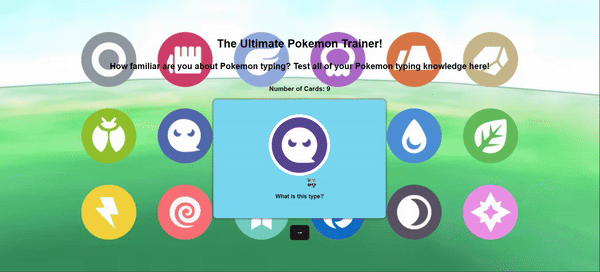 The Ultimate Pokemon Trainer!
How familiar are you about Pokemon typing? Test all of your Pokemon typing knowledge here!
Number of Cards: 9
What is this type?
→